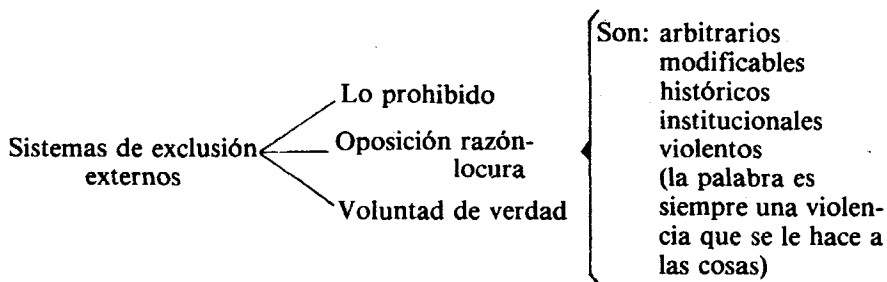 Sistemas de exclusión
externos
Lo prohibido
Oposición razón-
locura
Voluntad de verdad
Son: arbitrarios
modificables
históricos
institucionales
violentos
(la palabra es
siempre una violen-
cia que se le hace a
las cosas)